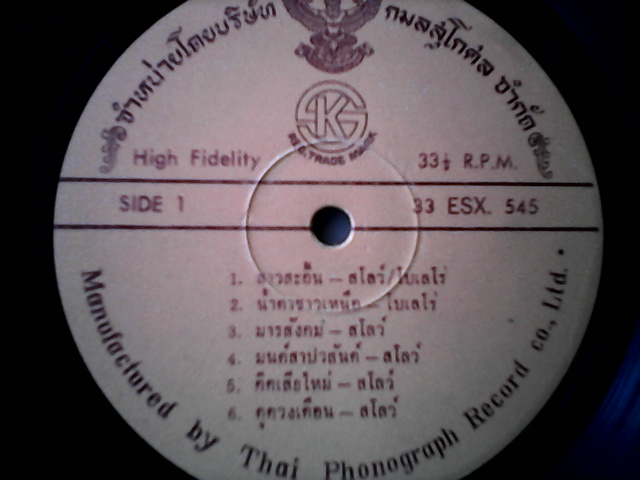 จำหน่ายโดยบริษัท กมลสุโกศล จำกัด
KS
REG. TRADE MARK
High Fidelity 33⅓ R.P.M.
SIDE 1 33 ESX. 545
1. สาวสะอื้น – สโลว์/โบเลโร่
2. น้ำตาชาวเหนือ – โบเลโร่
3. มารสังคม – สโลว์
4. มนต์สาปสวันต์ – สโลว์
5. คิดเสียใหม่ – สโลว์
6. ดุดวงเดือน – สโลว์
Manufactured by Thai Phonograph Record co., Ltd.